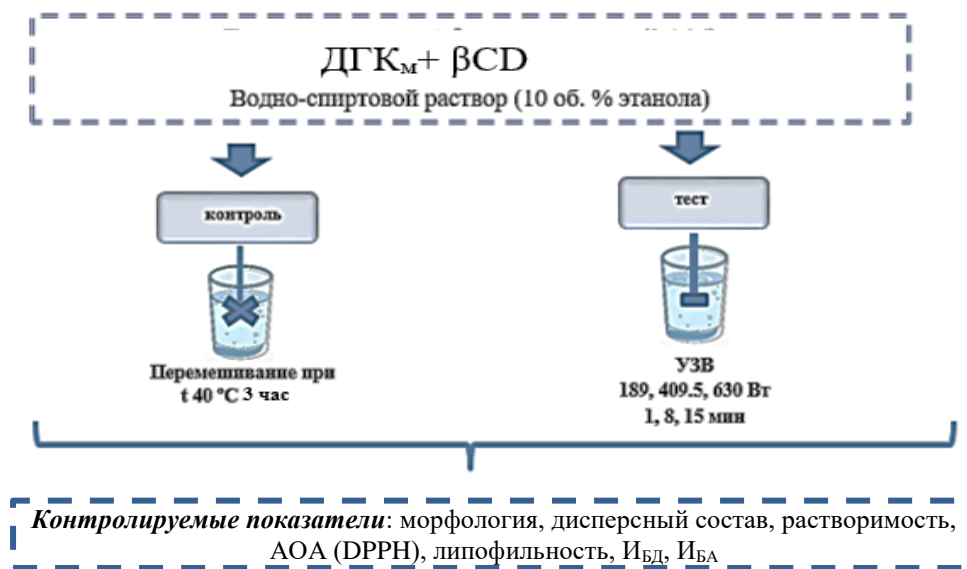 ДГКм+ βCD
Водно-спиртовой раствор (10 об. % этанола)
контроль
тест
Перемешивание при
t 40 °C 3 час
УЗВ
189, 409.5, 630 Вт
1, 8, 15 мин
Контролируемые показатели: морфология, дисперсный состав, растворимость,
АОА (DPPH), липофильность, ИБД, ИБА